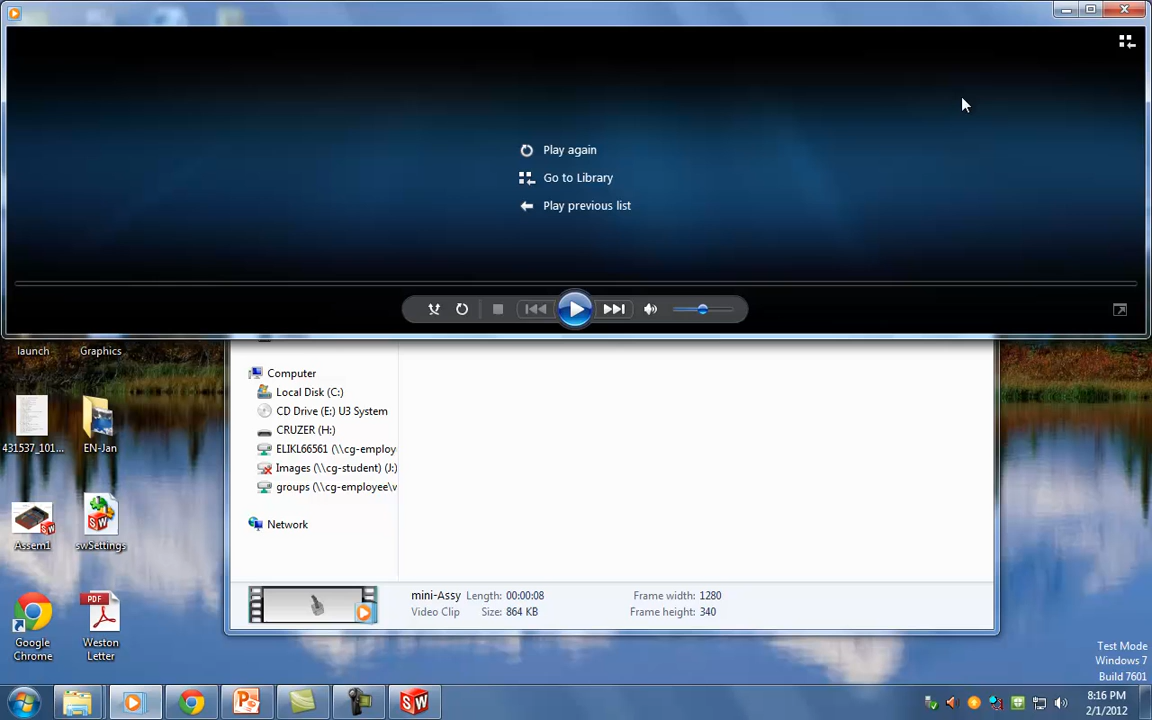 Play again
Go to Library
Play previous list
launch
Graphics
431537_101...
EN-Jan
Assem1
swSettings
Google
Chrome
PDF
Weston
Letter
Computer
Local Disk (C:)
CD Drive (E:) U3 System
CRUZER (H:)
ELIKL66561 (\\cg-employ
Images (\\cg-student) (J:)
groups (\\cg-employee\v
Network
mini-Assy Length: 00:00:08 Frame width: 1280
Video Clip Size: 864 KB Frame height: 340
Test Mode
Windows 7
Build 7601
8:16 PM
2/1/2012